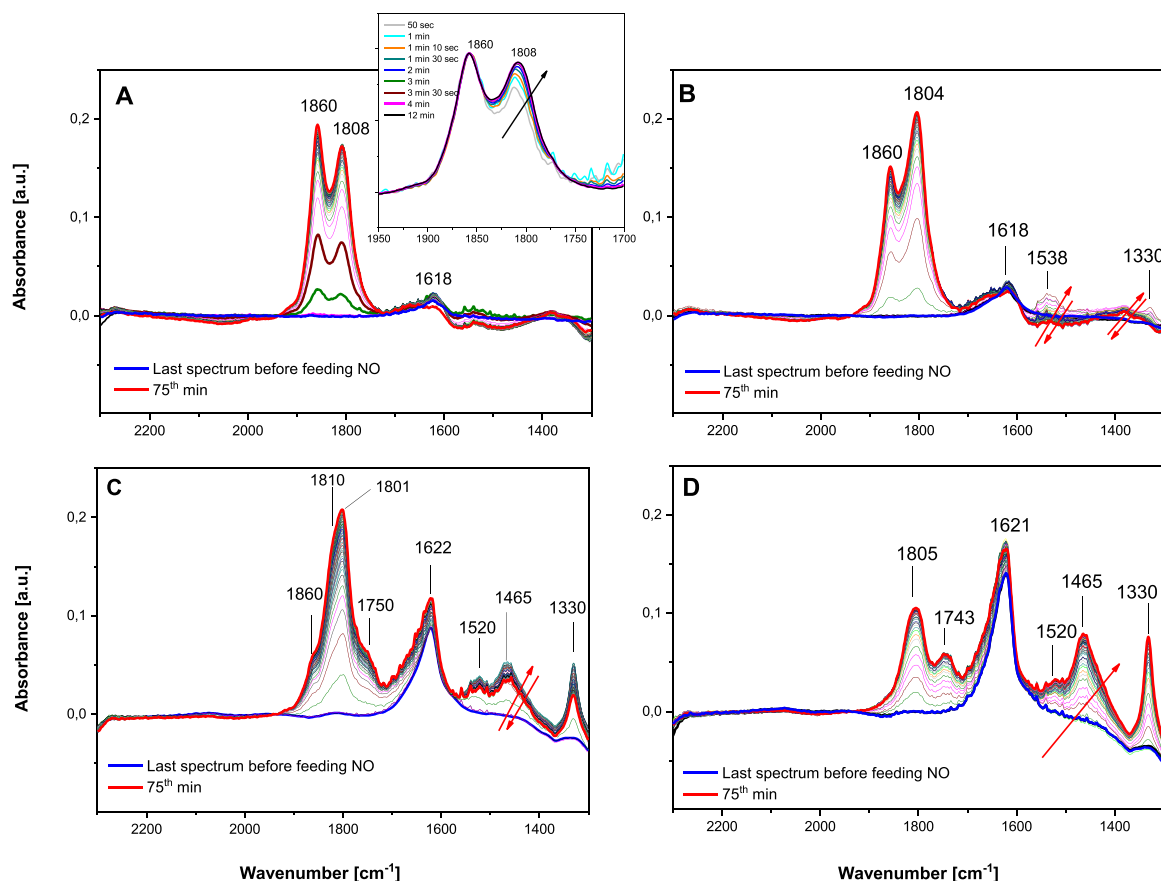 50 sec
1 min
1 min 10 sec
1 min 30 sec
2 min
3 min
3 min 30 sec
4 min
12 min
1860
1808
1950 1900 1850 1800 1750 1700
A
1860
1808
1618
0,2
0,1
0,0
Absorbance [a.u.]
Last spectrum before feeding NO
75th min
2200 2000 1800 1600 1400
B
1804
1860
1618
1538
1330
0,2
0,1
0,0
Last spectrum before feeding NO
75th min
2200 2000 1800 1600 1400
C
1810
1801
1860
1750
1622
1520
1465
1330
0,2
0,1
0,0
Absorbance [a.u.]
Last spectrum before feeding NO
75th min
2200 2000 1800 1600 1400
Wavenumber [cm-1]
D
1805
1743
1621
1520
1465
1330
0,2
0,1
0,0
Last spectrum before feeding NO
75th min
2200 2000 1800 1600 1400
Wavenumber [cm-1]